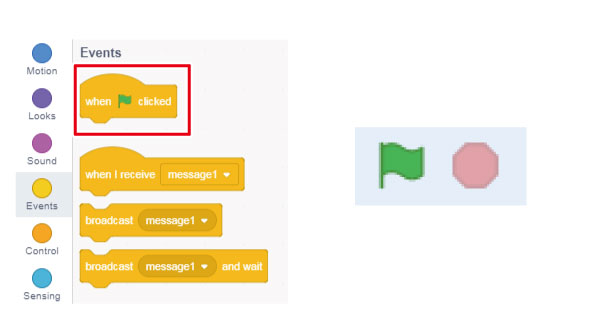 Events
Motion
Looks
Sound
Events
Control
Sensing
when clicked
when I receive message1
broadcast message1
broadcast message1 and wait